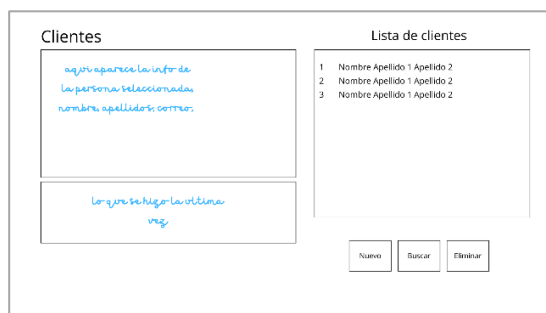 Clientes
aqui aparece la info de
la persona seleccionada,
nombre, apellidos, correo,
lo que se hizo la ultima
vez
Lista de clientes
1 Nombre Apellido 1 Apellido 2
2 Nombre Apellido 1 Apellido 2
3 Nombre Apellido 1 Apellido 2
Nuevo Buscar Eliminar